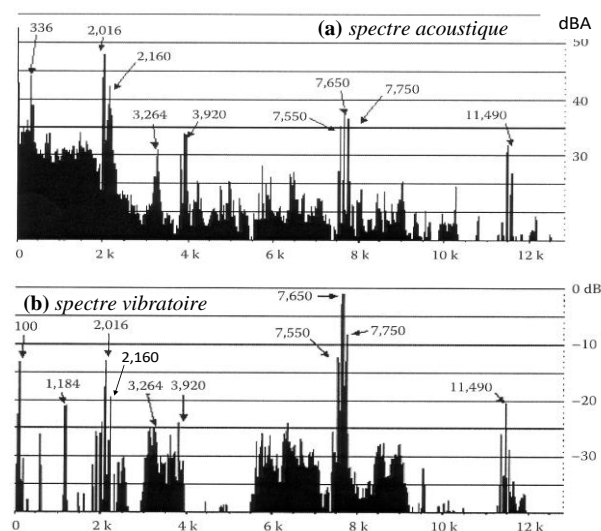 (a) spectre acoustique dBA
336 2,016 2,160 3,264 3,920 7,550 7,650 7,750 11,490
50
40
30
0 2 k 4 k 6 k 8 k 10 k 12 k
(b) spectre vibratoire
100 1,184 2,016 2,160 3,264 3,920 7,550 7,650 7,750 11,490
0 dB
-10
-20
-30
0 2 k 4 k 6 k 8 k 10 k 12 k